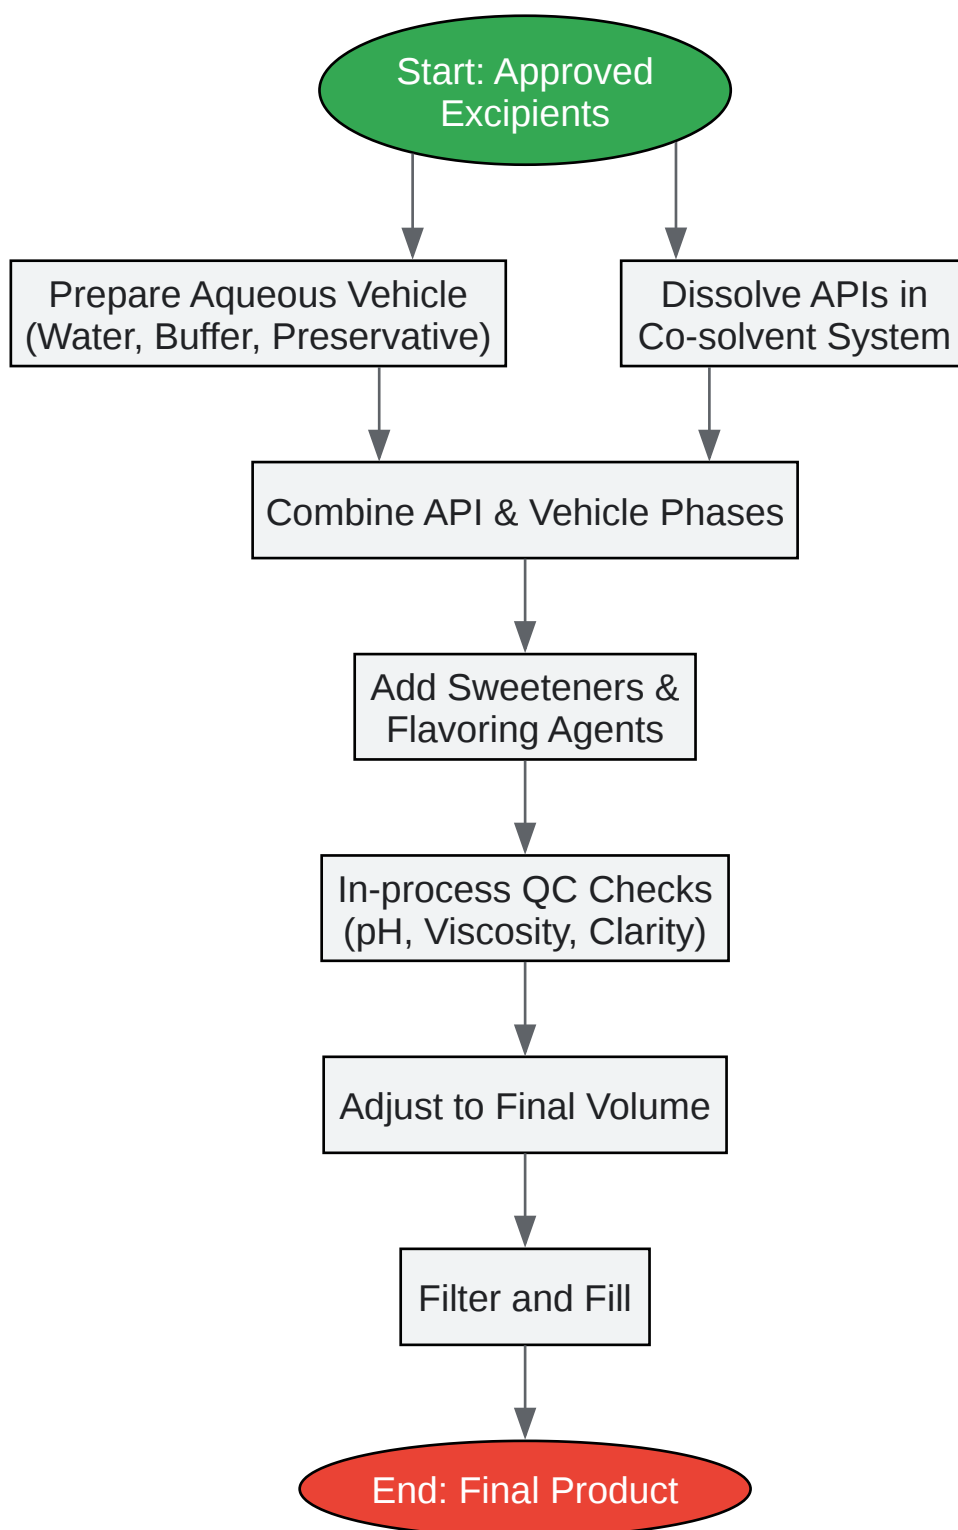 Start: Approved
Excipients
Prepare Aqueous Vehicle
(Water, Buffer, Preservative)
Dissolve APIs in
Co-solvent System
Combine API & Vehicle Phases
Add Sweeteners &
Flavoring Agents
In-process QC Checks
(pH, Viscosity, Clarity)
Adjust to Final Volume
Filter and Fill
End: Final Product